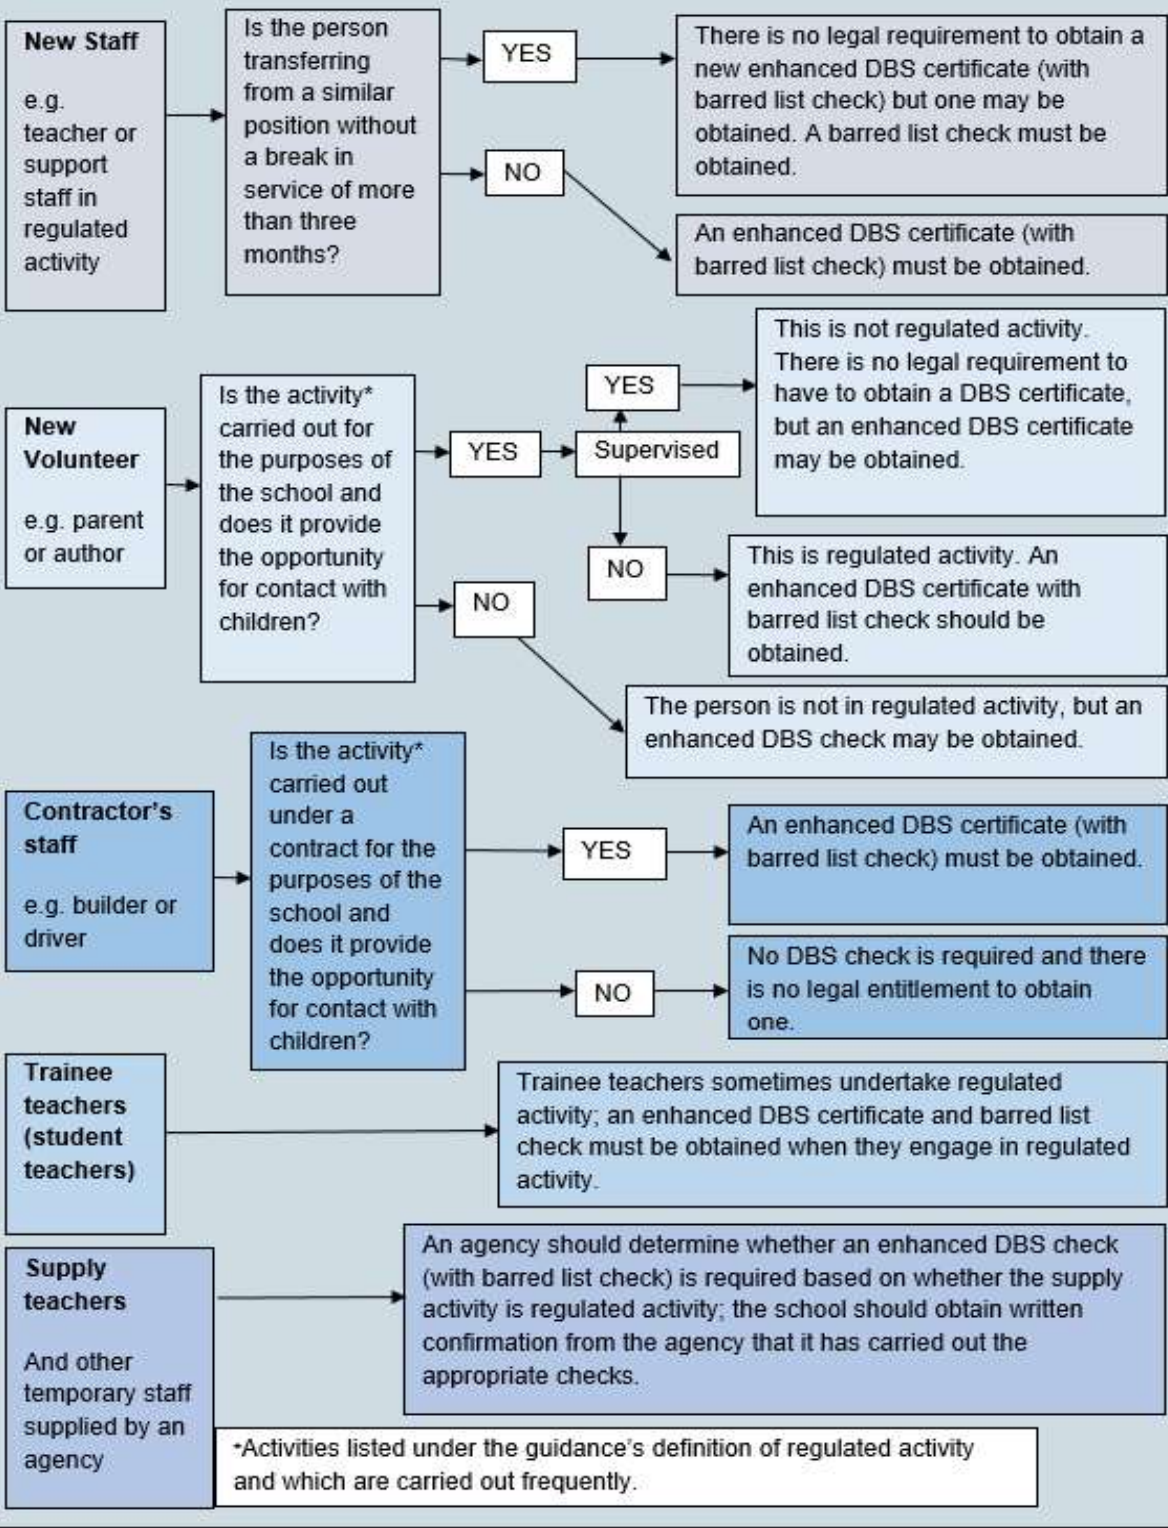 New Staff
e.g.
teacher or
support
staff in
regulated
activity
Is the person
transferring
from a similar
position without
a break in
service of more
than three
months?
YES
There is no legal requirement to obtain a
new enhanced DBS certificate (with
barred list check) but one may be
obtained. A barred list check must be
obtained.
NO
An enhanced DBS certificate (with
barred list check) must be obtained.
New
Volunteer
e.g. parent
or author
Is the activity*
carried out for
the purposes of
the school and
does it provide
the opportunity
for contact with
children?
YES
Supervised
YES
This is not regulated activity.
There is no legal requirement to
have to obtain a DBS certificate,
but an enhanced DBS certificate
may be obtained.
NO
This is regulated activity. An
enhanced DBS certificate with
barred list check should be
obtained.
NO
The person is not in regulated activity, but an
enhanced DBS check may be obtained.
Contractor's
staff
e.g. builder or
driver
Is the activity*
carried out
under a
contract for the
purposes of the
school and
does it provide
the opportunity
for contact with
children?
YES
An enhanced DBS certificate (with
barred list check) must be obtained.
NO
No DBS check is required and there
is no legal entitlement to obtain
one.
Trainee
teachers
(student
teachers)
Trainee teachers sometimes undertake regulated
activity; an enhanced DBS certificate and barred list
check must be obtained when they engage in regulated
activity.
Supply
teachers
And other
temporary staff
supplied by an
agency
An agency should determine whether an enhanced DBS check
(with barred list check) is required based on whether the supply
activity is regulated activity; the school should obtain written
confirmation from the agency that it has carried out the
appropriate checks.
*Activities listed under the guidance's definition of regulated activity
and which are carried out frequently.